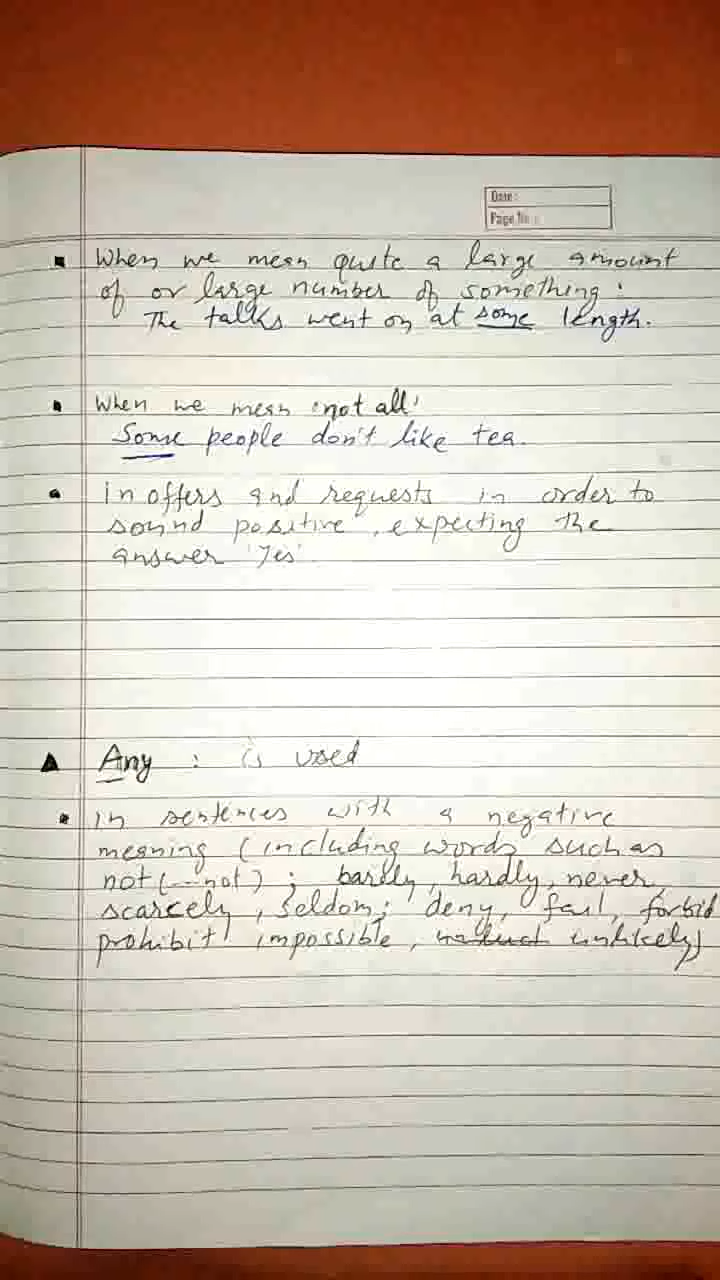 Date:
Page No.:
When we mean quite a large amount
of or large number of something:
The talks went on at some length.
When we mean 'not all'
Some people don't like tea.
in offers and requests in order to
sound positive, expecting the
answer 'Yes'.
Any : is used
in sentences with a negative
meaning (including words such as
not (--not) ; barely, hardly, never,
scarcely, seldom; deny, fail, forbid
prohibit impossible, unlikely)